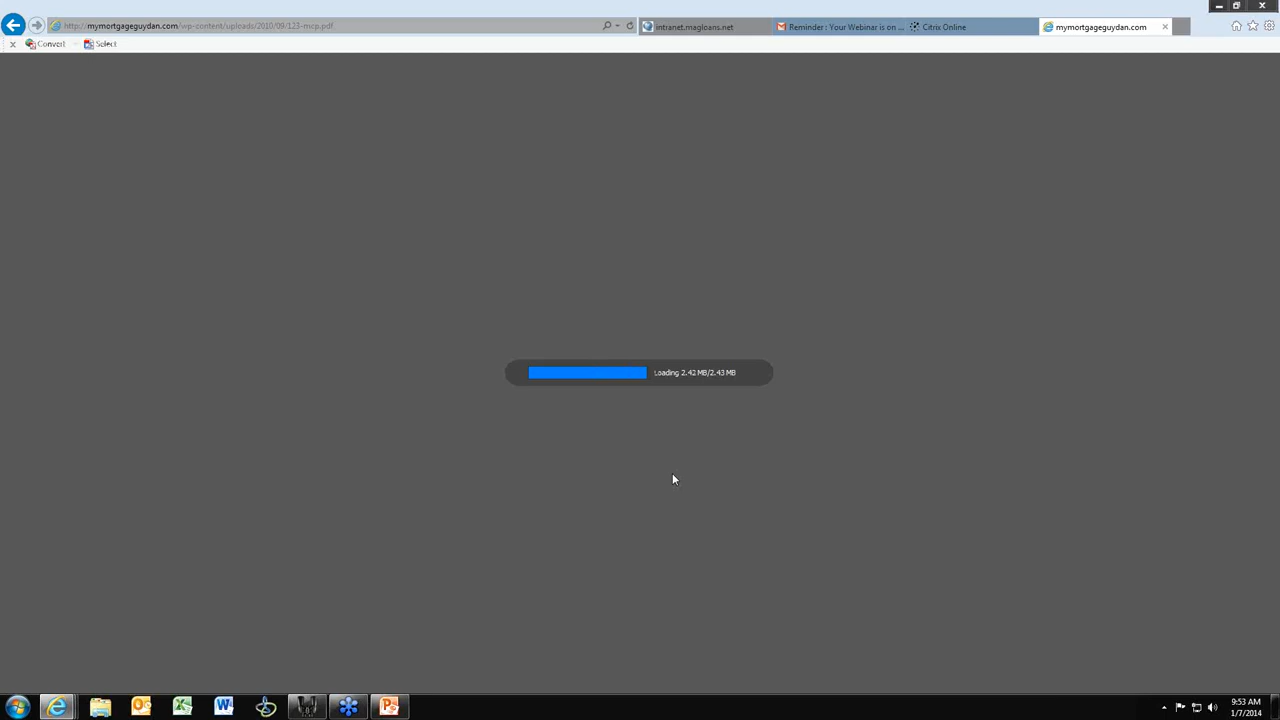 http://mymortgageguydan.com/wp-content/uploads/2010/09/123-mcp.pdf
intranet.magloans.net
Reminder : Your Webinar is on ...
Citrix Online
mymortgageguydan.com
x Convert Select
Loading 2.42 MB/2.43 MB
9:53 AM
1/7/2014